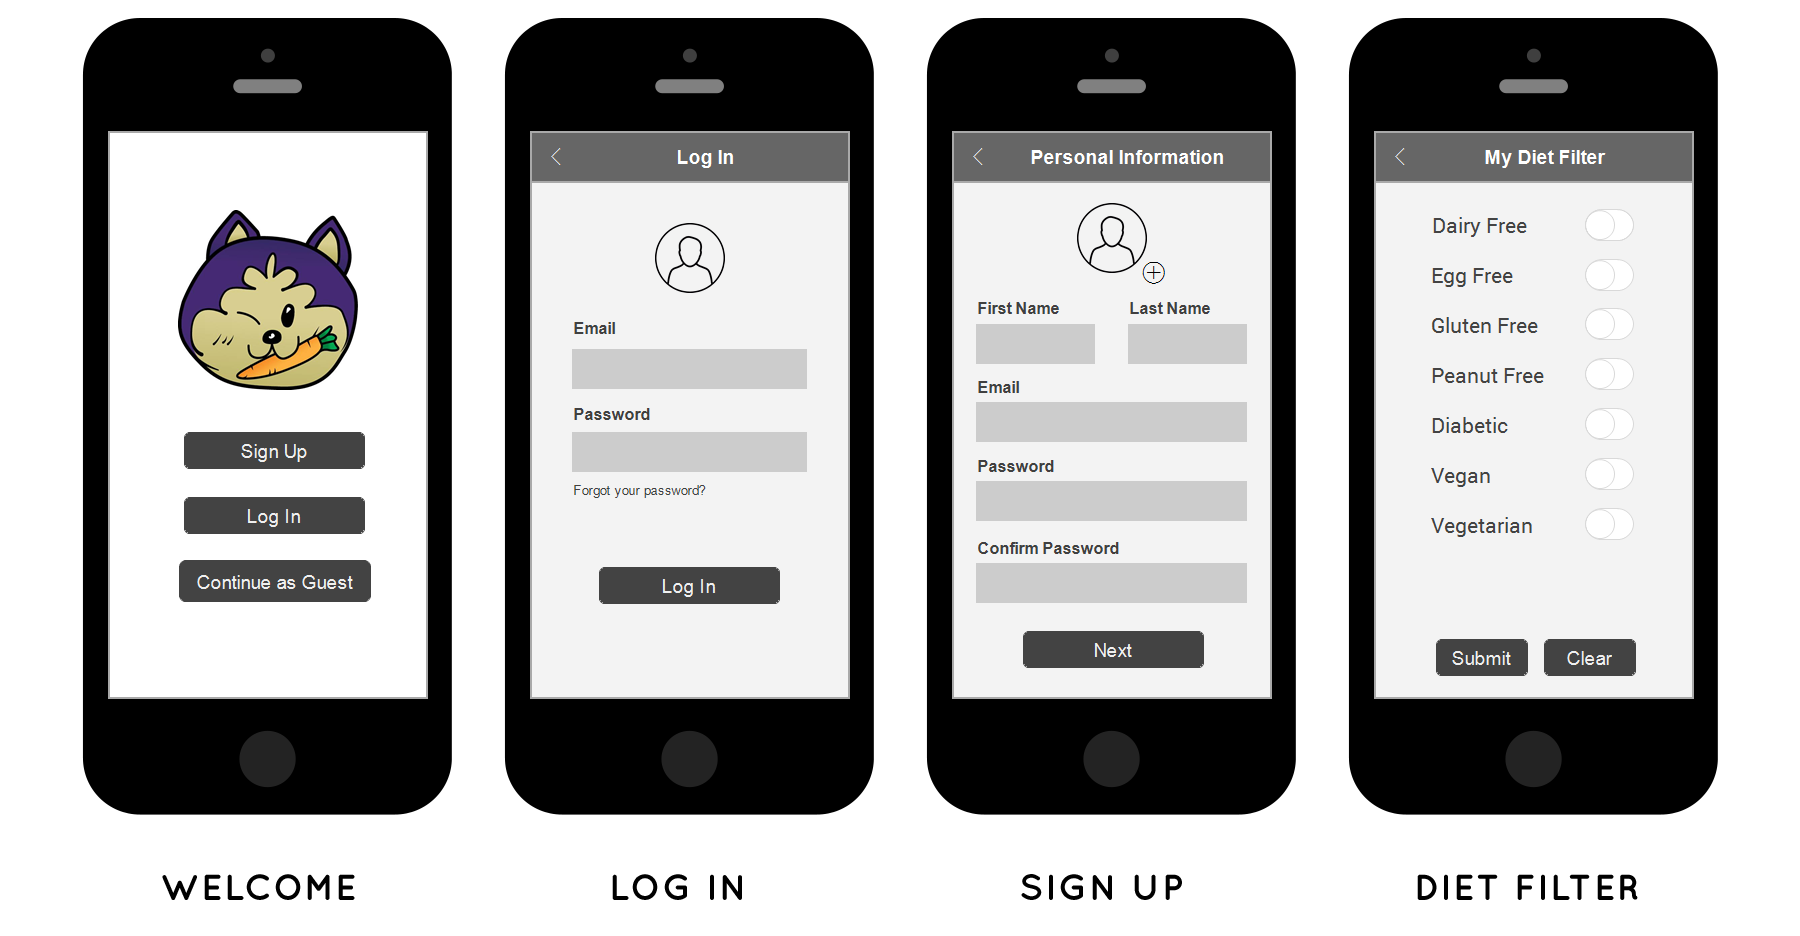 Sign Up
Log In
Continue as Guest
WELCOME
Log In
Email
Password
Forgot your password?
Log In
LOG IN
Personal Information
First Name Last Name
Email
Password
Confirm Password
Next
SIGN UP
My Diet Filter
Dairy Free
Egg Free
Gluten Free
Peanut Free
Diabetic
Vegan
Vegetarian
Submit Clear
DIET FILTER